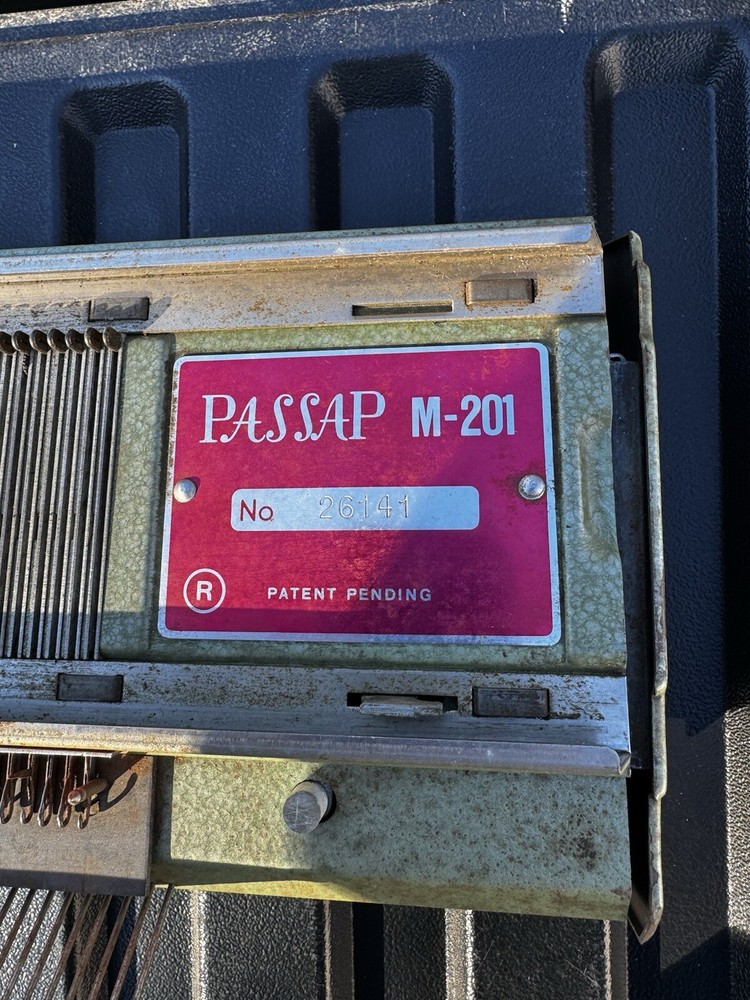 PASSAP M-201
No 26141
R PATENT PENDING